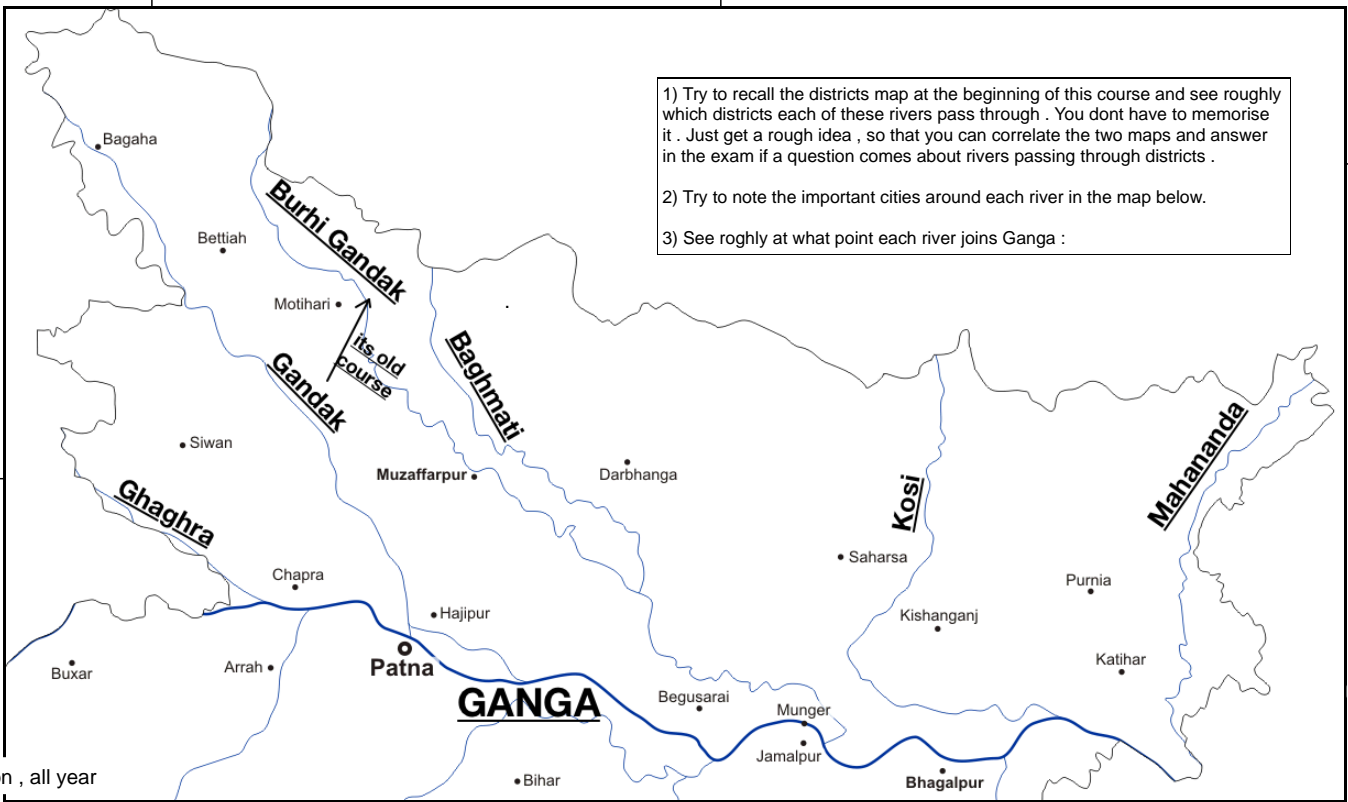 1) Try to recall the districts map at the beginning of this course and see roughly
which districts each of these rivers pass through . You dont have to memorise
it . Just get a rough idea , so that you can correlate the two maps and answer
in the exam if a question comes about rivers passing through districts .
2) Try to note the important cities around each river in the map below.
3) See roghly at what point each river joins Ganga :
Bagaha
Burhi Gandak
Bettiah
Motihari
its old
course
Baghmati
Gandak
Siwan
Muzaffarpur
Darbhanga
Kosi
Mahananda
Ghaghra
Saharsa
Chapra
Purnia
Hajipur
Kishanganj
Buxar
Arrah
Patna
Katihar
GANGA
Begusarai
Munger
Jamalpur
Bihar
Bhagalpur
n , all year